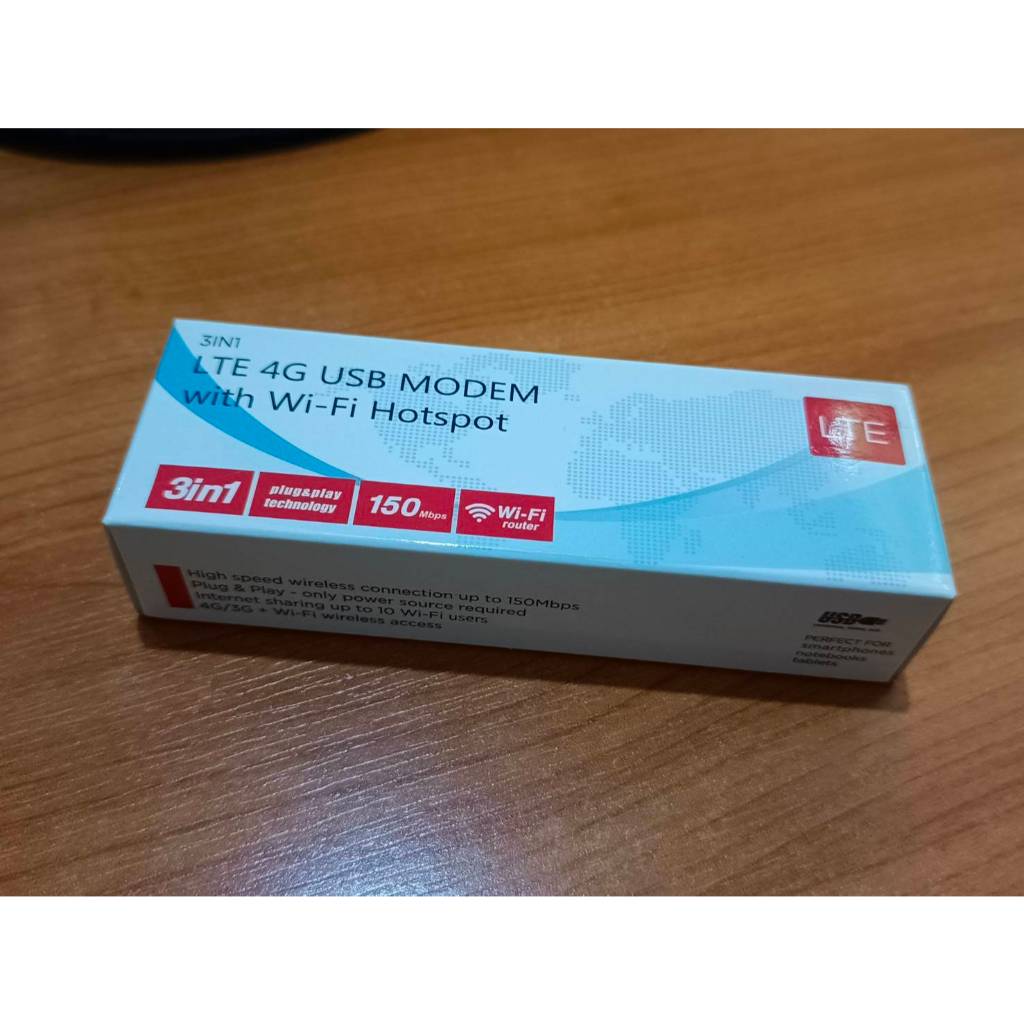 3IN1
LTE 4G USB MODEM
with Wi-Fi Hotspot
LTE
3in1
plug&play
technology
150 Mbps
Wi-Fi
router
High speed wireless connection up to 150Mbps
Plug & Play - only power source required
Internet sharing up to 10 Wi-Fi users
4G/3G + Wi-Fi wireless access
USB
PERFECT FOR:
smartphones
notebooks
tablets